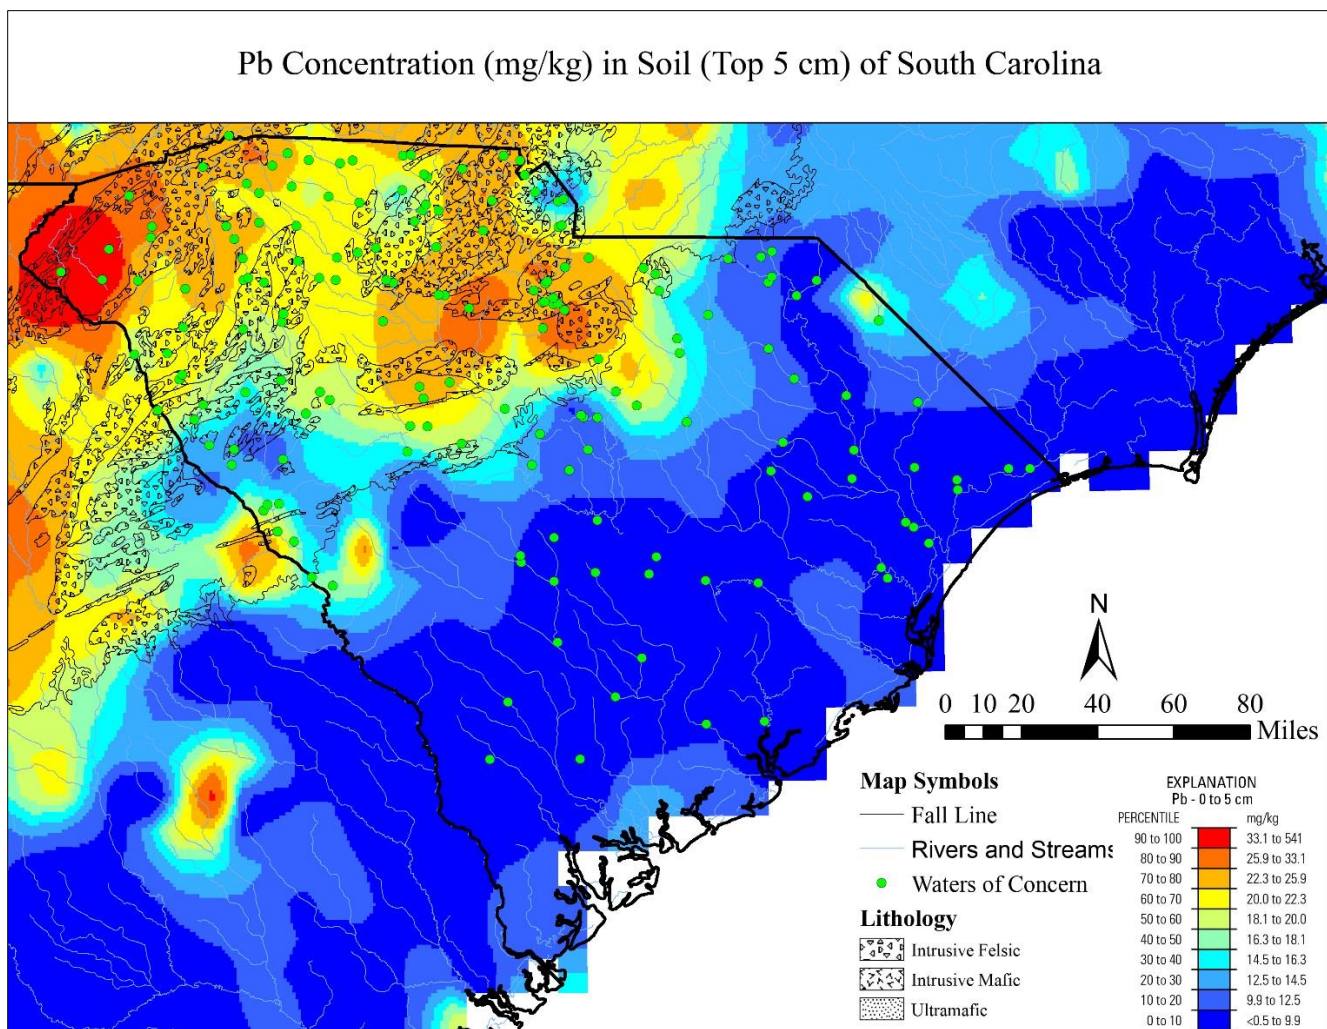 Pb Concentration (mg/kg) in Soil (Top 5 cm) of South Carolina
N
0 10 20 40 60 80
Miles
Map Symbols
Fall Line
Rivers and Streams
Waters of Concern
Lithology
Intrusive Felsic
Intrusive Mafic
Ultramafic
EXPLANATION
Pb - 0 to 5 cm
PERCENTILE mg/kg
90 to 100 33.1 to 541
80 to 90 25.9 to 33.1
70 to 80 22.3 to 25.9
60 to 70 20.0 to 22.3
50 to 60 18.1 to 20.0
40 to 50 16.3 to 18.1
30 to 40 14.5 to 16.3
20 to 30 12.5 to 14.5
10 to 20 9.9 to 12.5
0 to 10 <0.5 to 9.9